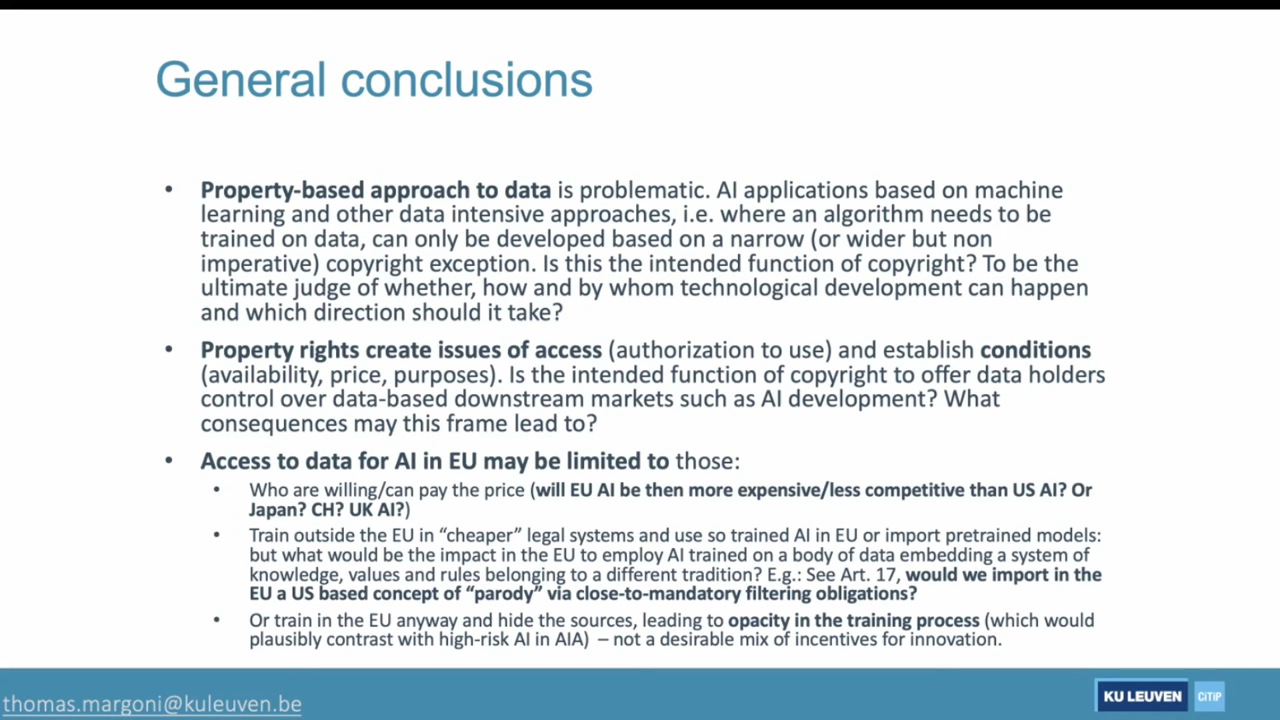 General conclusions
• Property-based approach to data is problematic. AI applications based on machine
learning and other data intensive approaches, i.e. where an algorithm needs to be
trained on data, can only be developed based on a narrow (or wider but non
imperative) copyright exception. Is this the intended function of copyright? To be the
ultimate judge of whether, how and by whom technological development can happen
and which direction should it take?
• Property rights create issues of access (authorization to use) and establish conditions
(availability, price, purposes). Is the intended function of copyright to offer data holders
control over data-based downstream markets such as AI development? What
consequences may this frame lead to?
• Access to data for AI in EU may be limited to those:
• Who are willing/can pay the price (will EU AI be then more expensive/less competitive than US AI? Or
Japan? CH? UK AI?)
• Train outside the EU in “cheaper” legal systems and use so trained AI in EU or import pretrained models:
but what would be the impact in the EU to employ AI trained on a body of data embedding a system of
knowledge, values and rules belonging to a different tradition? E.g.: See Art. 17, would we import in the
EU a US based concept of “parody” via close-to-mandatory filtering obligations?
• Or train in the EU anyway and hide the sources, leading to opacity in the training process (which would
plausibly contrast with high-risk AI in AIA) – not a desirable mix of incentives for innovation.
thomas.margoni@kuleuven.be
KU LEUVEN CiTiP